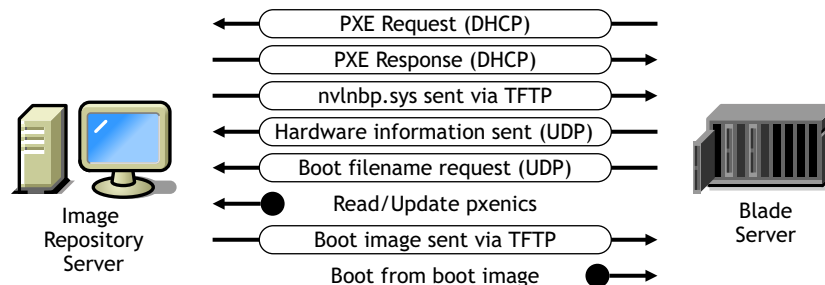 PXE Request (DHCP)
PXE Response (DHCP)
nvlnbp.sys sent via TFTP
Hardware information sent (UDP)
Boot filename request (UDP)
Read/Update pxenics
Boot image sent via TFTP
Boot from boot image
Image
Repository
Server
Blade
Server